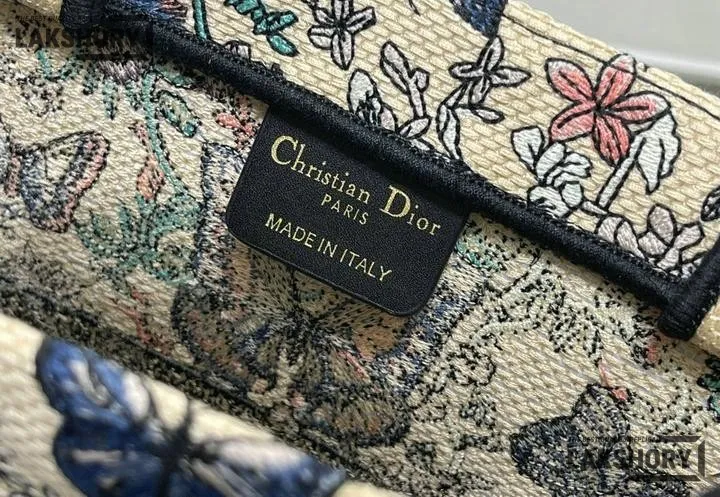 LAKSHORY
Christian Dior
PARIS
MADE IN ITALY
LAKSHORY